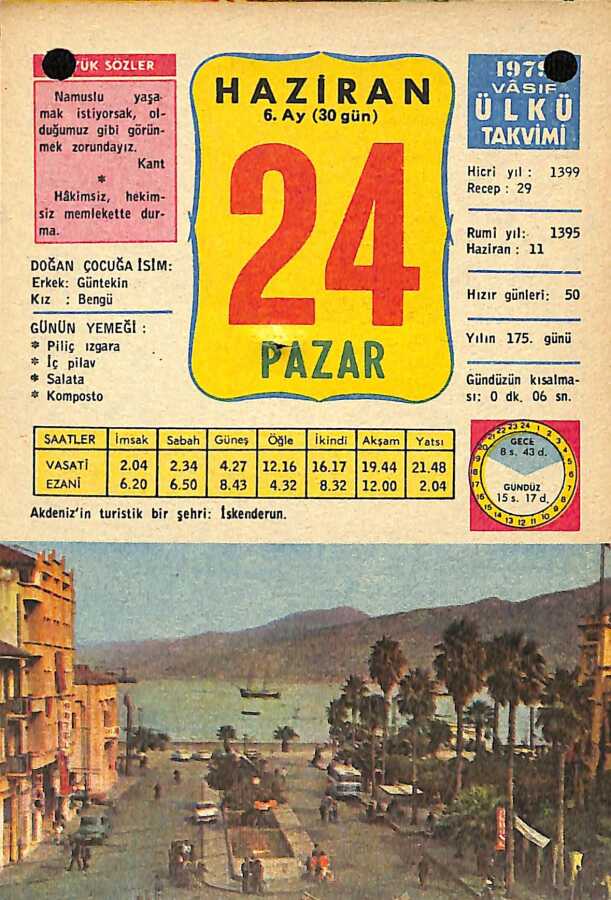 ÜK SÖZLER
Namuslu yaşa-
mak istiyorsak, ol-
duğumuz gibi görün-
mek zorundayız.
Kant
*
Hâkimsiz, hekim-
siz memlekette dur-
ma.
DOĞAN ÇOCUĞA İSİM:
Erkek: Güntekin
Kız : Bengü
GÜNÜN YEMEĞİ :
* Piliç ızgara
* İç pilav
* Salata
* Komposto
HAZİRAN
6. Ay (30 gün)
24
PAZAR
1979
VÂSIF
ÜLKÜ
TAKVİMİ
Hicri yıl : 1399
Recep : 29
Rumî yıl: 1395
Haziran : 11
Hızır günleri: 50
Yılın 175. günü
Gündüzün kısalma-
sı: 0 dk. 06 sn.
SAATLER İmsak Sabah Güneş Öğle İkindi Akşam Yatsı
VASATİ 2.04 2.34 4.27 12.16 16.17 19.44 21.48
EZANİ 6.20 6.50 8.43 4.32 8.32 12.00 2.04
GECE
8 s. 43 d.
GÜNDÜZ
15 s. 17 d.
Akdeniz'in turistik bir şehri: İskenderun.